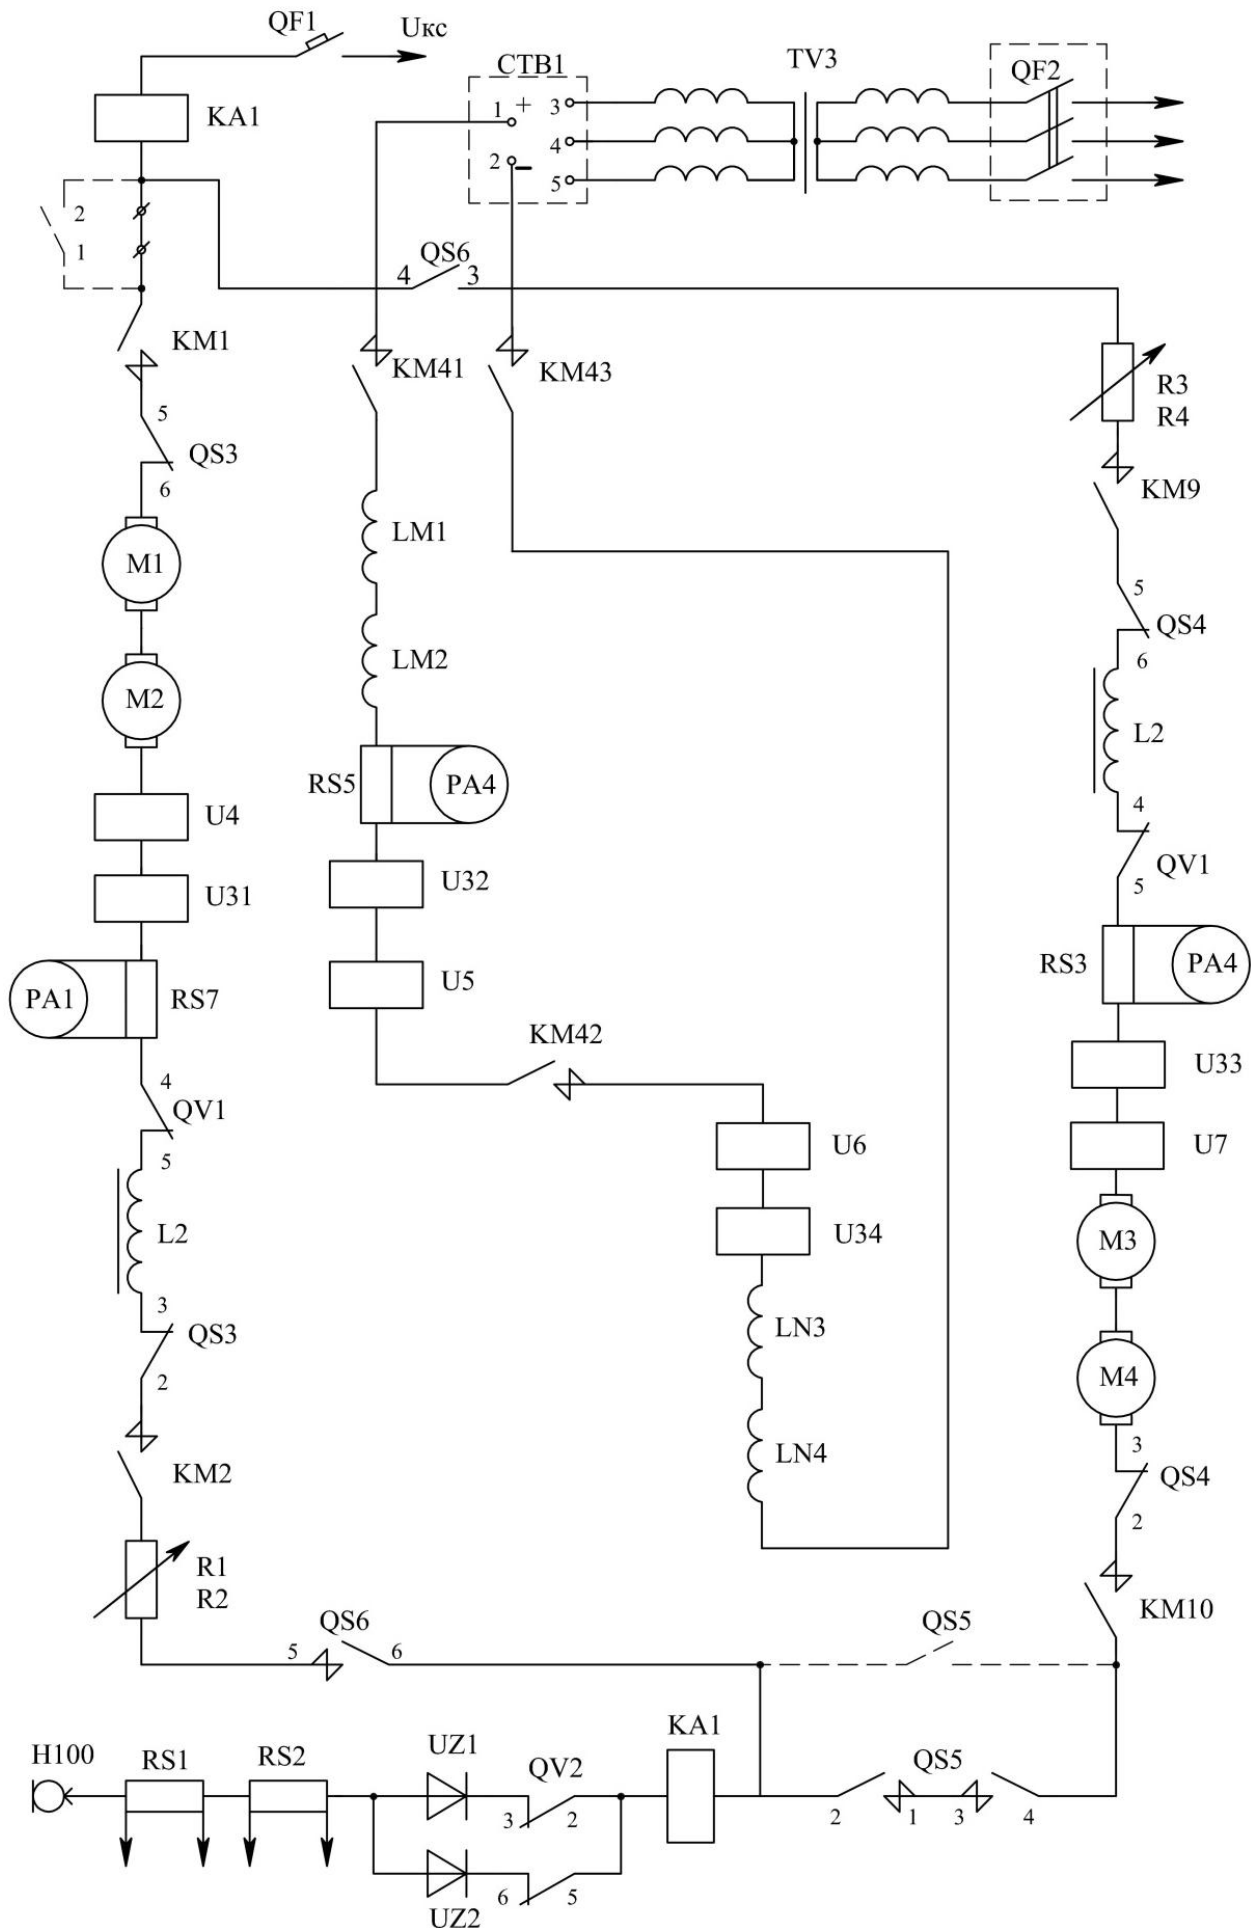 QF1
Uкс
СТВ1
TV3
QF2
KA1
1
+
3
4
2
5
2
1
QS6
4
3
KM1
KM41
KM43
R3
R4
5
QS3
6
KM9
M1
LM1
5
QS4
6
M2
LM2
L2
RS5
PA4
4
QV1
5
U4
U32
U31
RS3
PA4
PA1
RS7
U5
KM42
U33
4
QV1
5
U6
U7
L2
U34
M3
3
QS3
2
LN3
M4
KM2
LN4
3
QS4
2
R1
R2
KM10
QS6
5
6
QS5
H100
RS1
RS2
UZ1
QV2
KA1
QS5
3
2
2
1
3
4
6
5
UZ2